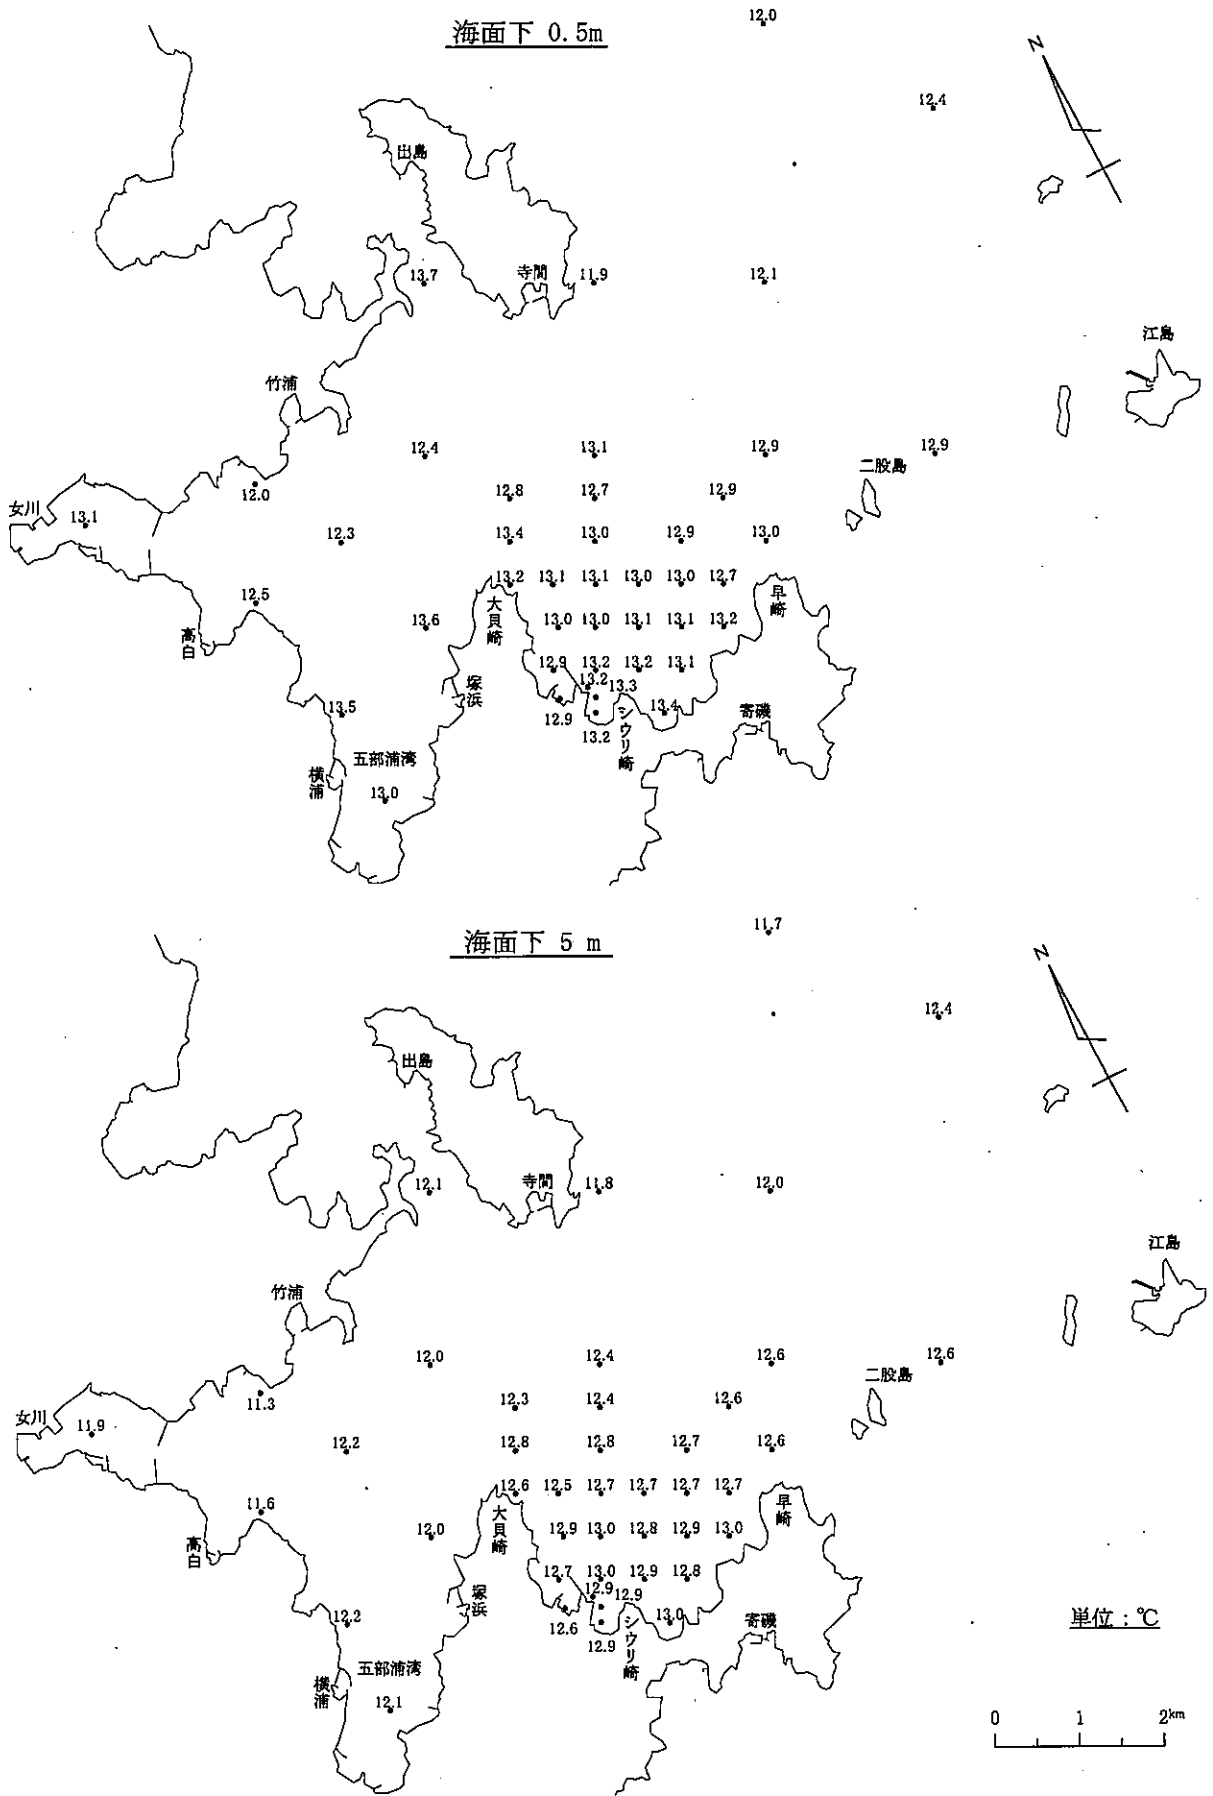 海面下 0.5m
12.0
N
12.4
出島
寺間
13.7
11.9
12.1
江島
竹浦
12.4
13.1
12.9
12.9
二股島
12.0
12.8
12.7
12.9
女川
13.1
12.3
13.4
13.0
12.9
13.0
13.2
13.1
13.1
13.0
13.0
12.7
12.5
大貝崎
早崎
高白
13.6
13.0
13.0
13.1
13.1
13.2
12.9
13.2
13.2
13.1
塚浜
13.2
13.3
13.5
12.9
13.4
寄磯
シウリ崎
13.2
五部浦湾
横浦
13.0
海面下 5 m
11.7
N
12.4
出島
寺間
12.1
11.8
12.0
江島
竹浦
12.0
12.4
12.6
12.6
二股島
11.3
12.3
12.4
12.6
女川
11.9
12.2
12.8
12.8
12.7
12.6
12.6
12.5
12.7
12.7
12.7
12.7
11.6
大貝崎
早崎
高白
12.0
12.9
13.0
12.8
12.9
13.0
12.7
13.0
12.9
12.8
塚浜
12.9
12.9
12.2
12.6
13.0
寄磯
単位：℃
シウリ崎
12.9
五部浦湾
横浦
12.1
0 1 2km